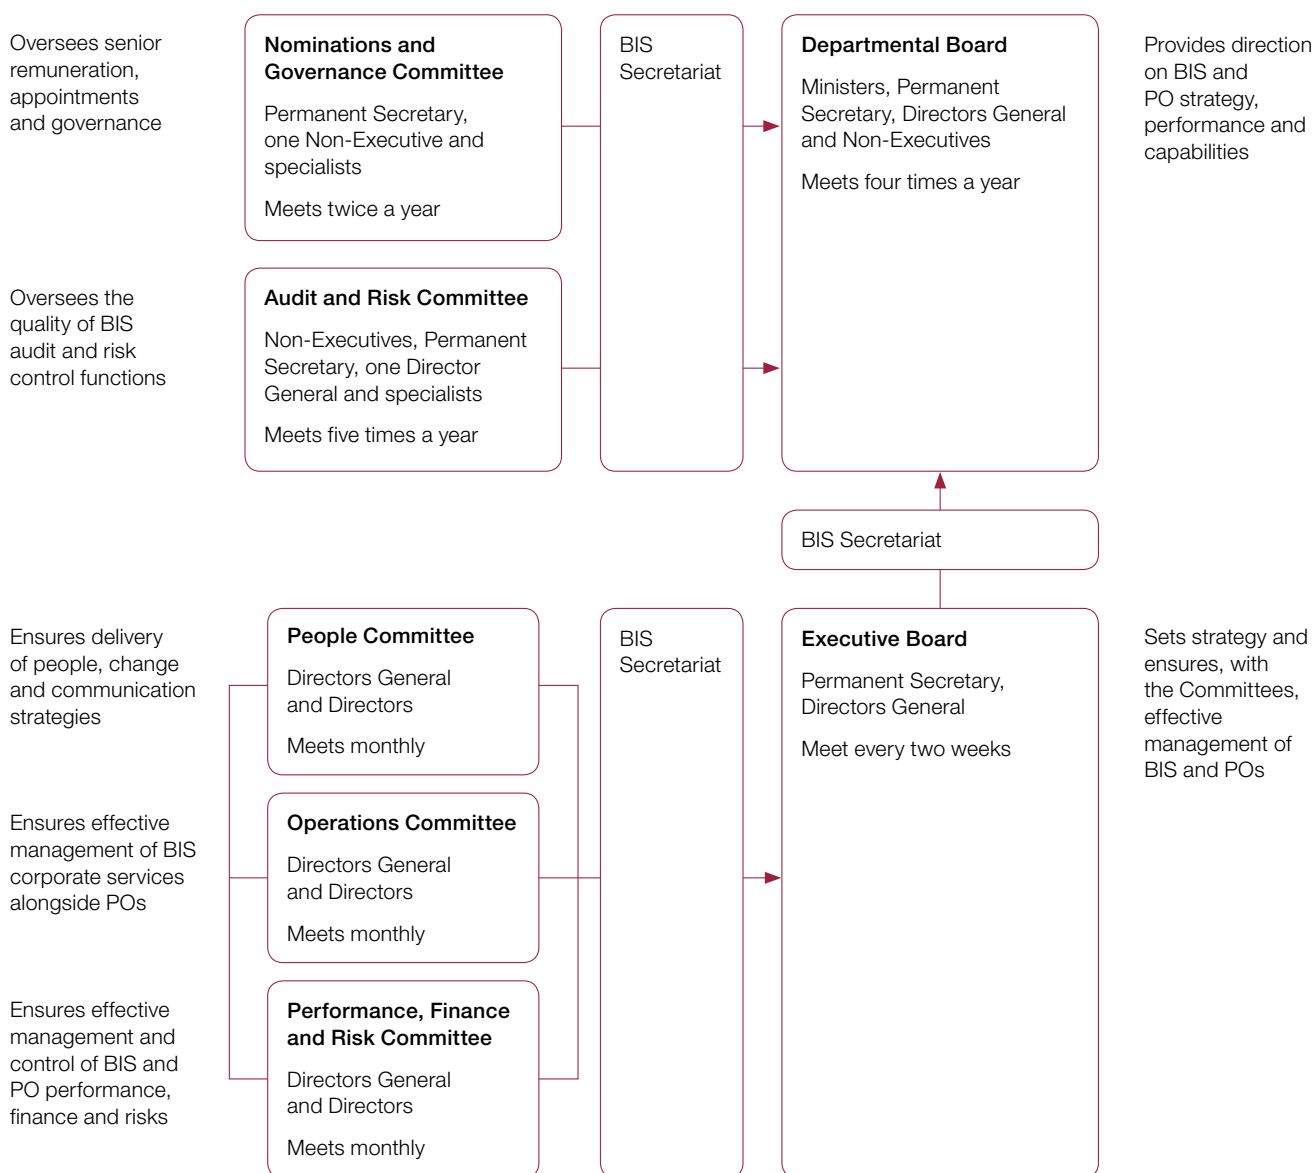 Oversees senior
remuneration,
appointments
and governance
Nominations and
Governance Committee
Permanent Secretary,
one Non-Executive and
specialists
Meets twice a year
BIS
Secretariat
Departmental Board
Ministers, Permanent
Secretary, Directors General
and Non-Executives
Meets four times a year
Provides direction
on BIS and
PO strategy,
performance and
capabilities
Oversees the
quality of BIS
audit and risk
control functions
Audit and Risk Committee
Non-Executives, Permanent
Secretary, one Director
General and specialists
Meets five times a year
BIS Secretariat
Ensures delivery
of people, change
and communication
strategies
People Committee
Directors General
and Directors
Meets monthly
BIS
Secretariat
Executive Board
Permanent Secretary,
Directors General
Meet every two weeks
Sets strategy and
ensures, with
the Committees,
effective
management of
BIS and POs
Ensures effective
management of BIS
corporate services
alongside POs
Operations Committee
Directors General
and Directors
Meets monthly
Ensures effective
management and
control of BIS and
PO performance,
finance and risks
Performance, Finance
and Risk Committee
Directors General
and Directors
Meets monthly